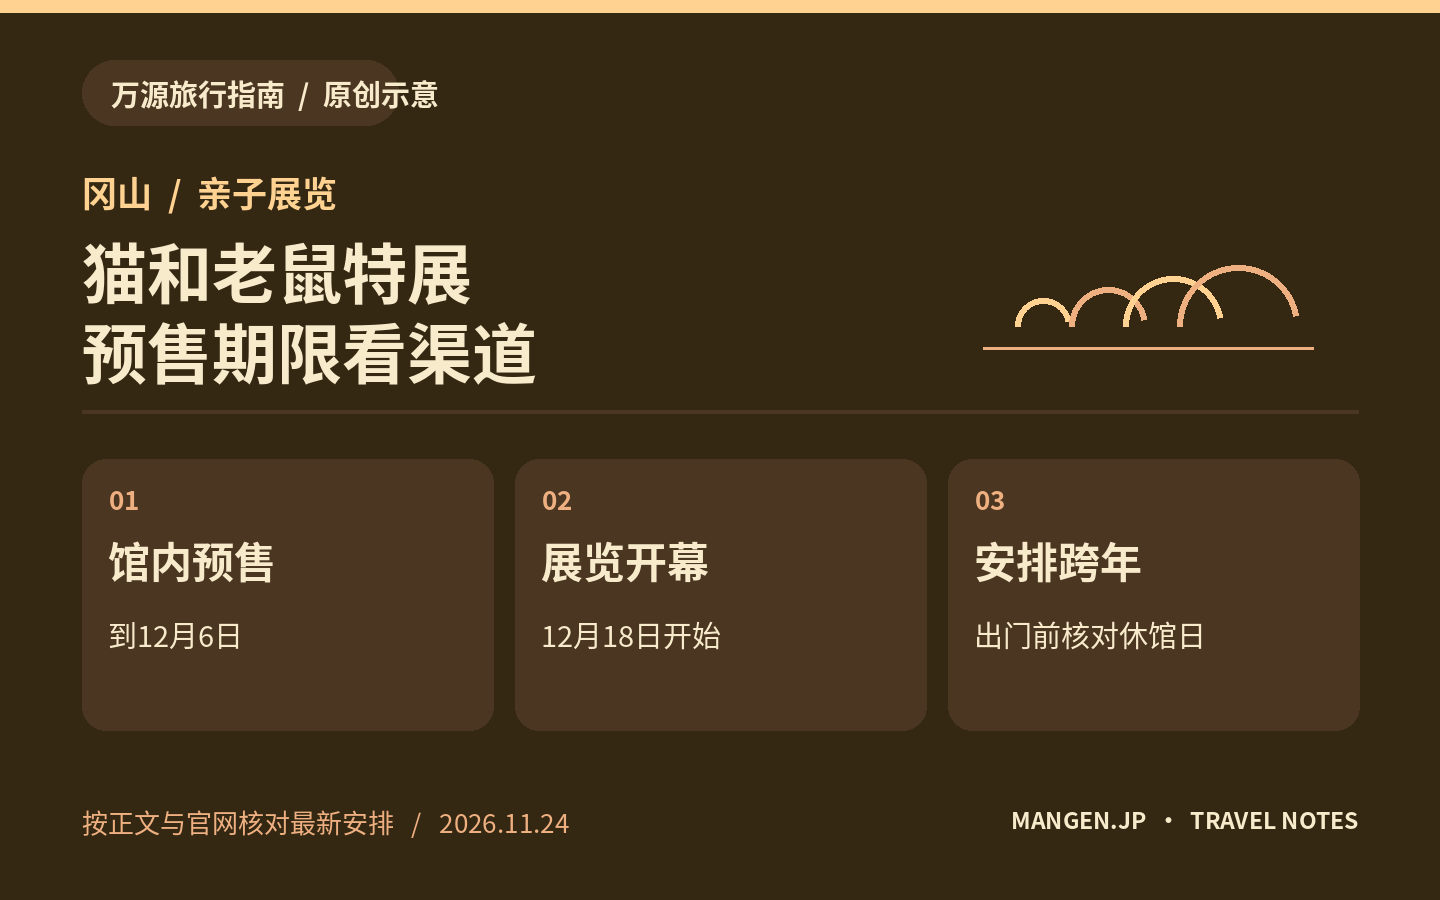 万源旅行指南 / 原创示意
冈山 / 亲子展览
猫和老鼠特展
预售期限看渠道
01
馆内预售
到12月6日
02
展览开幕
12月18日开始
03
安排跨年
出门前核对休馆日
按正文与官网核对最新安排 / 2026.11.24
MANGEN.JP • TRAVEL NOTES